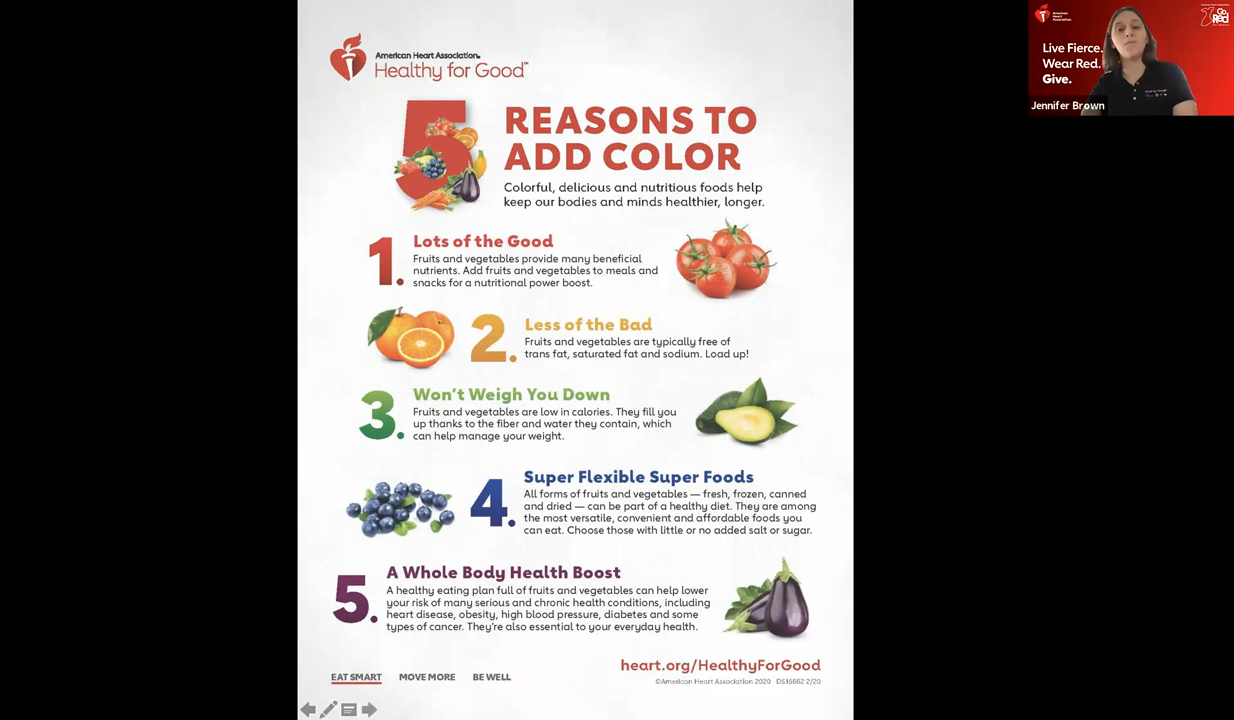 American Heart Association.
Healthy for Good™
5 REASONS TO
ADD COLOR
Colorful, delicious and nutritious foods help
keep our bodies and minds healthier, longer.
1. Lots of the Good
Fruits and vegetables provide many beneficial
nutrients. Add fruits and vegetables to meals and
snacks for a nutritional power boost.
2. Less of the Bad
Fruits and vegetables are typically free of
trans fat, saturated fat and sodium. Load up!
3. Won't Weigh You Down
Fruits and vegetables are low in calories. They fill you
up thanks to the fiber and water they contain, which
can help manage your weight.
4. Super Flexible Super Foods
All forms of fruits and vegetables — fresh, frozen, canned
and dried — can be part of a healthy diet. They are among
the most versatile, convenient and affordable foods you
can eat. Choose those with little or no added salt or sugar.
5. A Whole Body Health Boost
A healthy eating plan full of fruits and vegetables can help lower
your risk of many serious and chronic health conditions, including
heart disease, obesity, high blood pressure, diabetes and some
types of cancer. They're also essential to your everyday health.
heart.org/HealthyForGood
EAT SMART MOVE MORE BE WELL
©American Heart Association 2020 DS15662 2/20
American
Heart
Association.
Go
Red
Live Fierce.
Wear Red.
Give.
Jennifer Brown